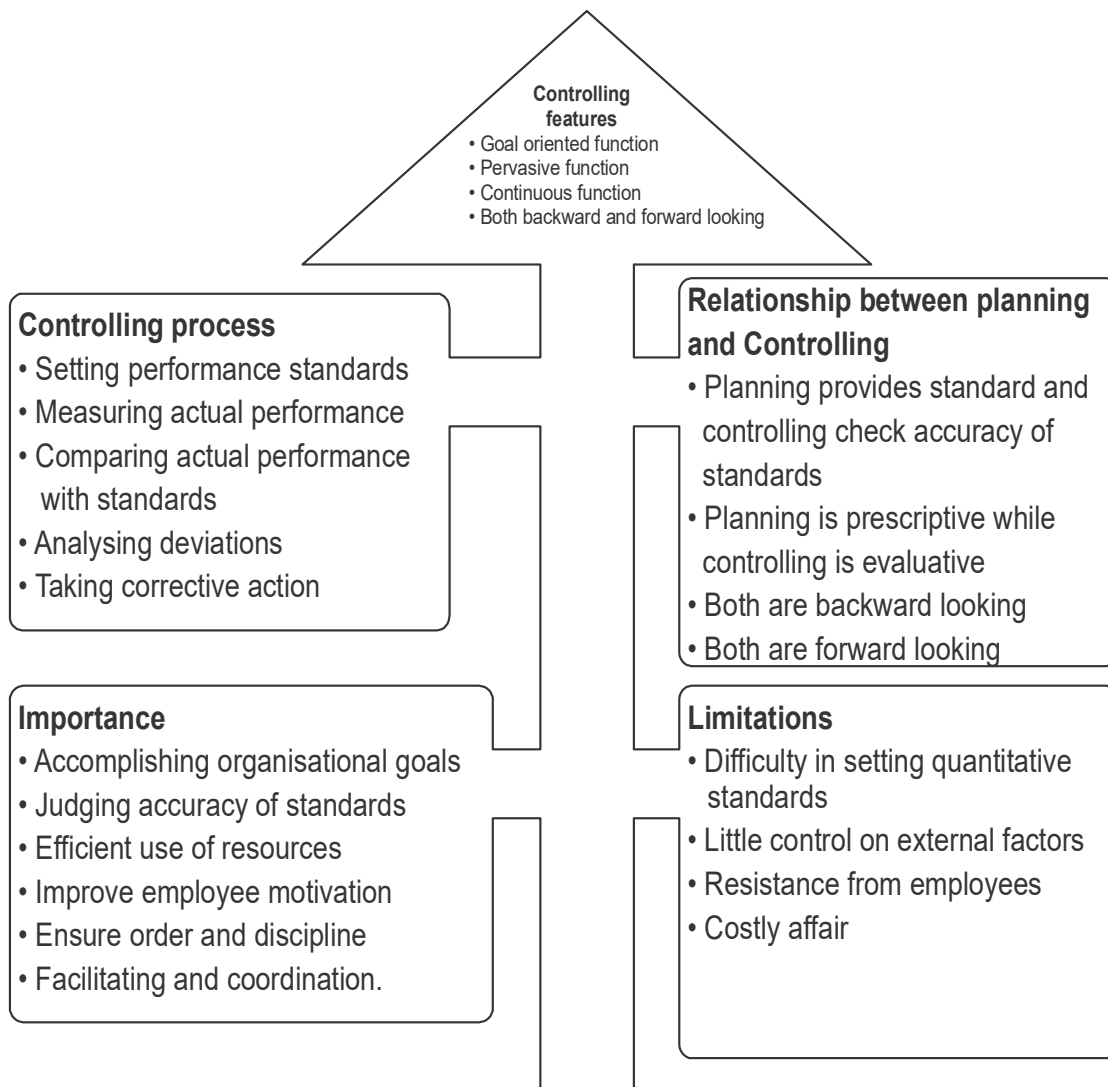 Controlling
features
• Goal oriented function
• Pervasive function
• Continuous function
• Both backward and forward looking
Controlling process
• Setting performance standards
• Measuring actual performance
• Comparing actual performance
with standards
• Analysing deviations
• Taking corrective action
Relationship between planning
and Controlling
• Planning provides standard and
controlling check accuracy of
standards
• Planning is prescriptive while
controlling is evaluative
• Both are backward looking
• Both are forward looking
Importance
• Accomplishing organisational goals
• Judging accuracy of standards
• Efficient use of resources
• Improve employee motivation
• Ensure order and discipline
• Facilitating and coordination.
Limitations
• Difficulty in setting quantitative
standards
• Little control on external factors
• Resistance from employees
• Costly affair